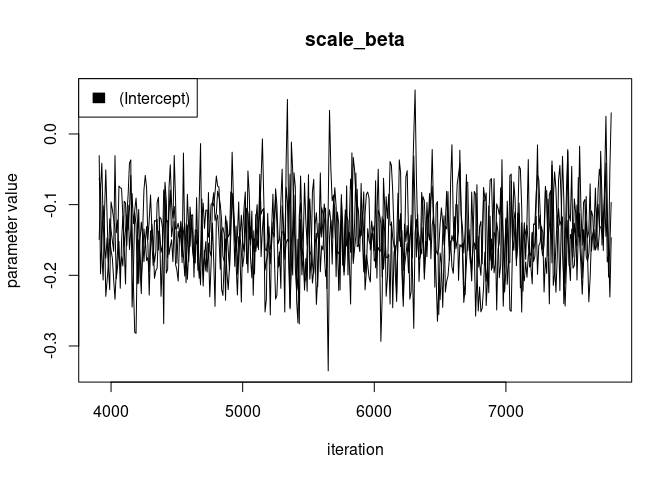 scale_beta
(Intercept)
0.0
-0.1
-0.2
-0.3
parameter value
4000 5000 6000 7000
iteration